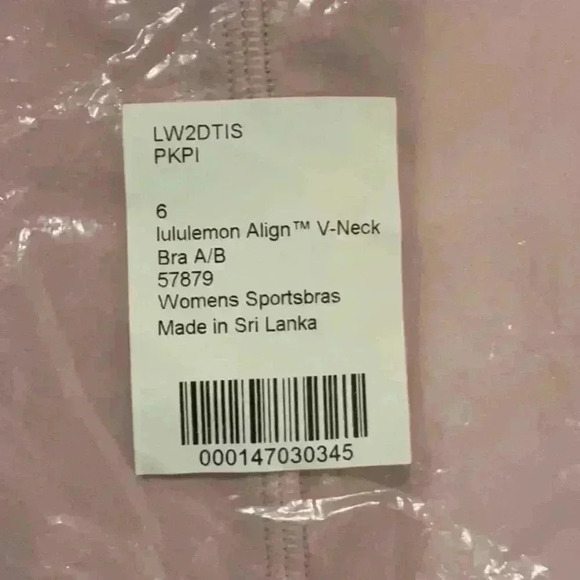 LW2DTIS
PKPI
6
lululemon Align™ V-Neck
Bra A/B
57879
Womens Sportsbras
Made in Sri Lanka
000147030345